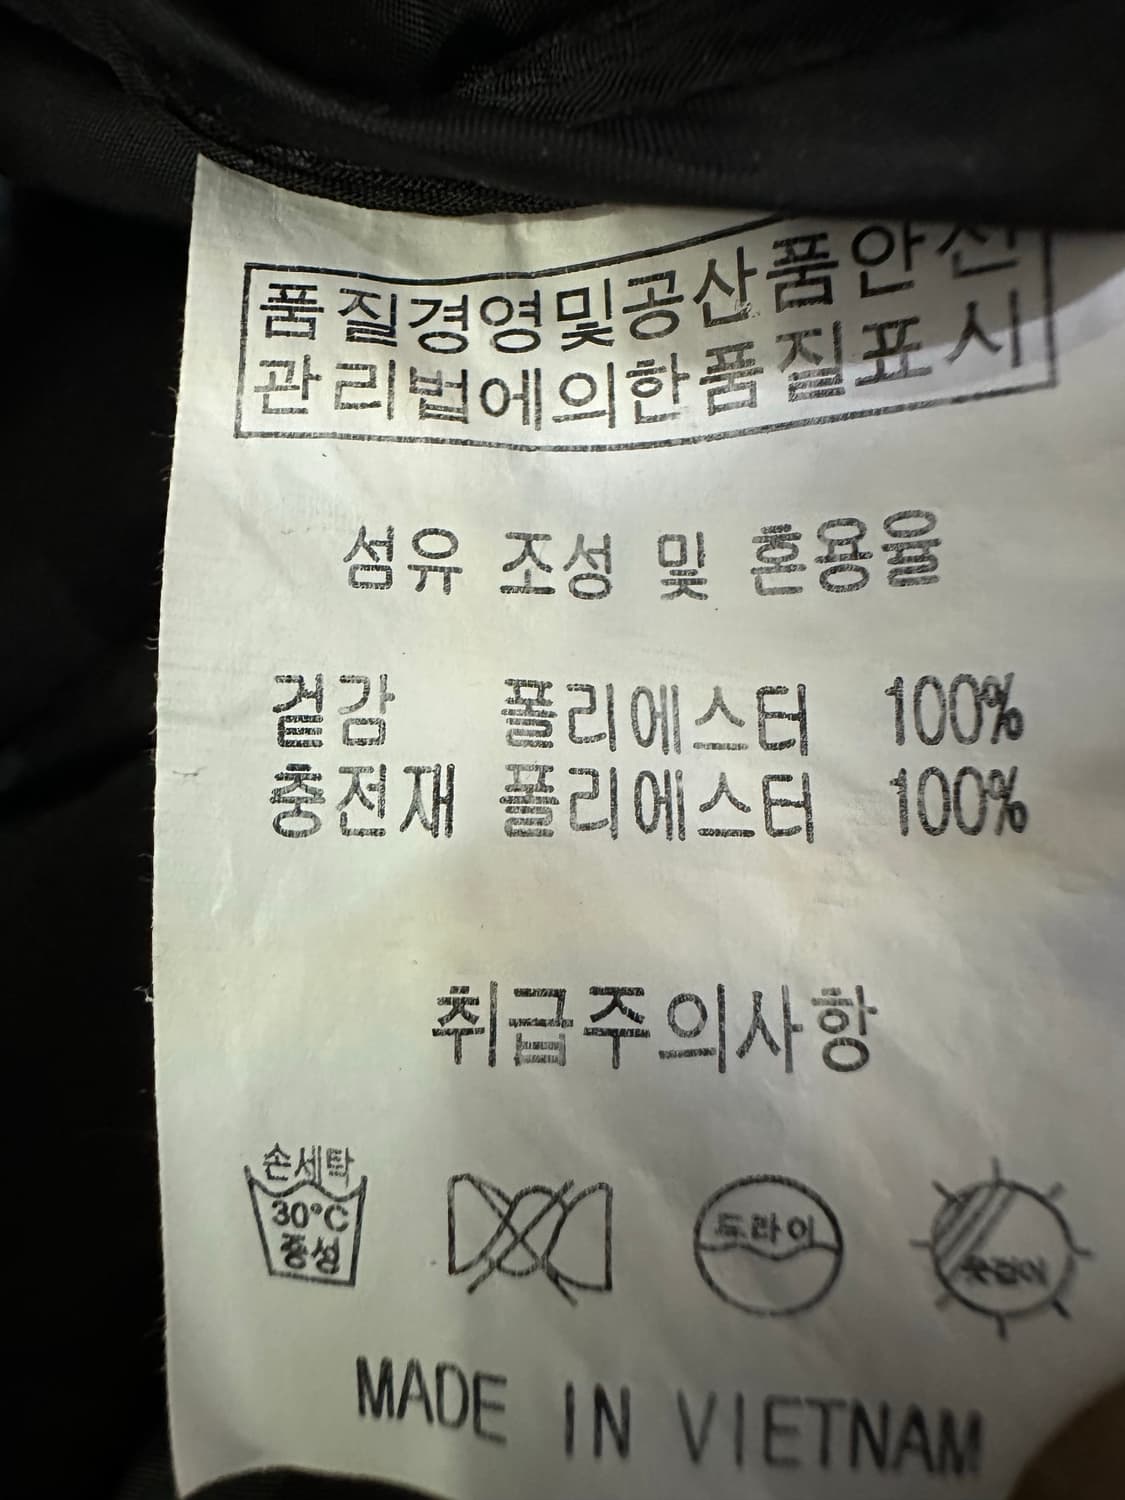 품질경영및공산품안전
관리법에의한품질표시
섬유 조성 및 혼용율
겉감 폴리에스터 100%
충전재 폴리에스터 100%
취급주의사항
손세탁
30°C
중성
드라이
옷걸이
MADE IN VIETNAM